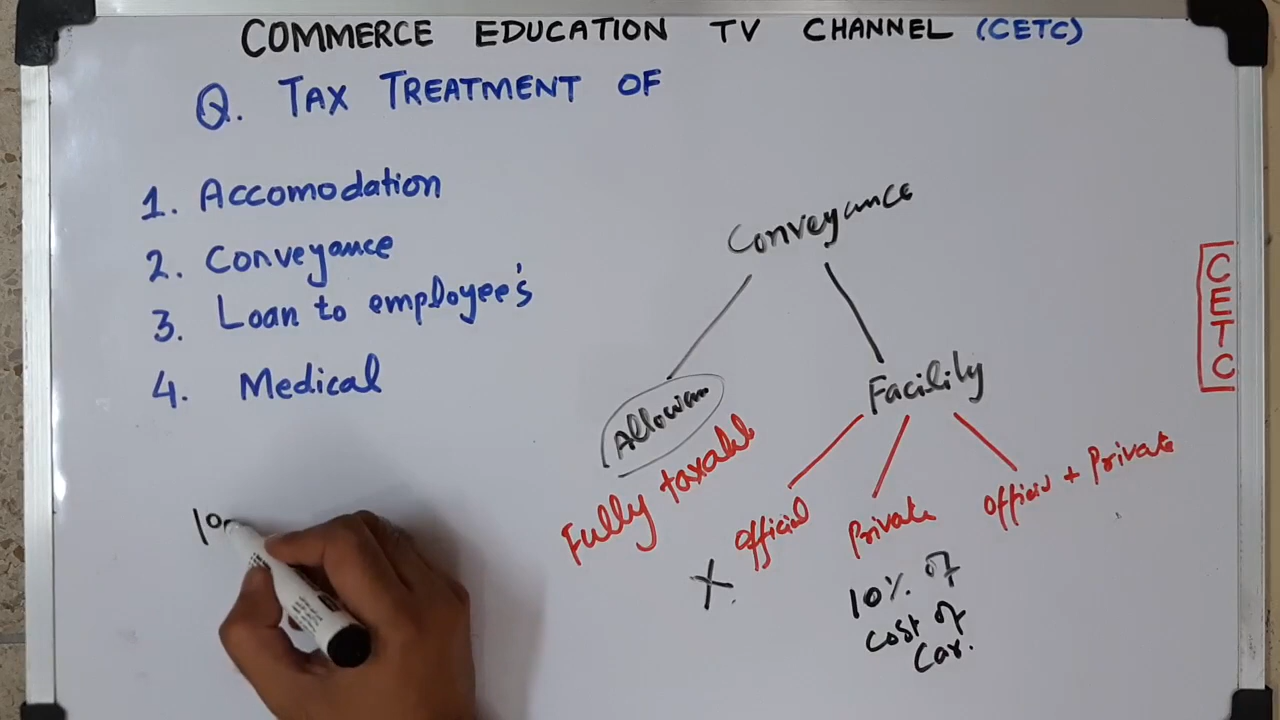 COMMERCE EDUCATION TV CHANNEL (CETC)
Q. TAX TREATMENT OF
1. Accomodation
2. Conveyance
3. Loan to employee's
4. Medical
Conveyance
Facility
Fully taxable
Official
Private
Official + Private
X
10% of
cost of
Car.
CETC